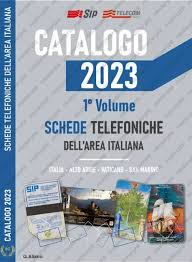 SIP TELECOM
CATALOGO
2023
1° Volume
SCHEDE TELEFONICHE
DELL'AREA ITALIANA
ITALIA - ALTO ADIGE - VATICANO - SAN MARINO
SIP
SCHEDE TELEFONICHE DELL'AREA ITALIANA
CATALOGO 2023